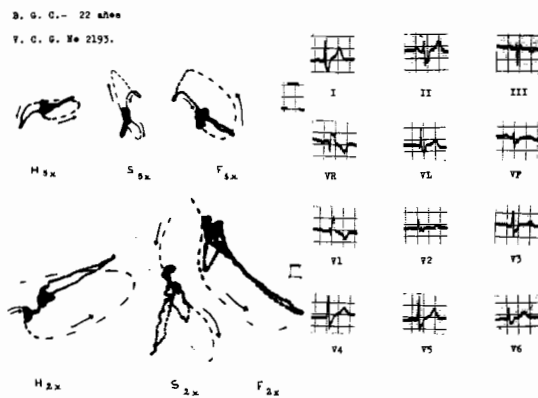 B. G. C.- 22 años
V. C. G. No 2193.
I II III
H 5x S 5x F 5x
VR VL VF
V1 V2 V3
V4 V5 V6
H 2x S 2x F 2x